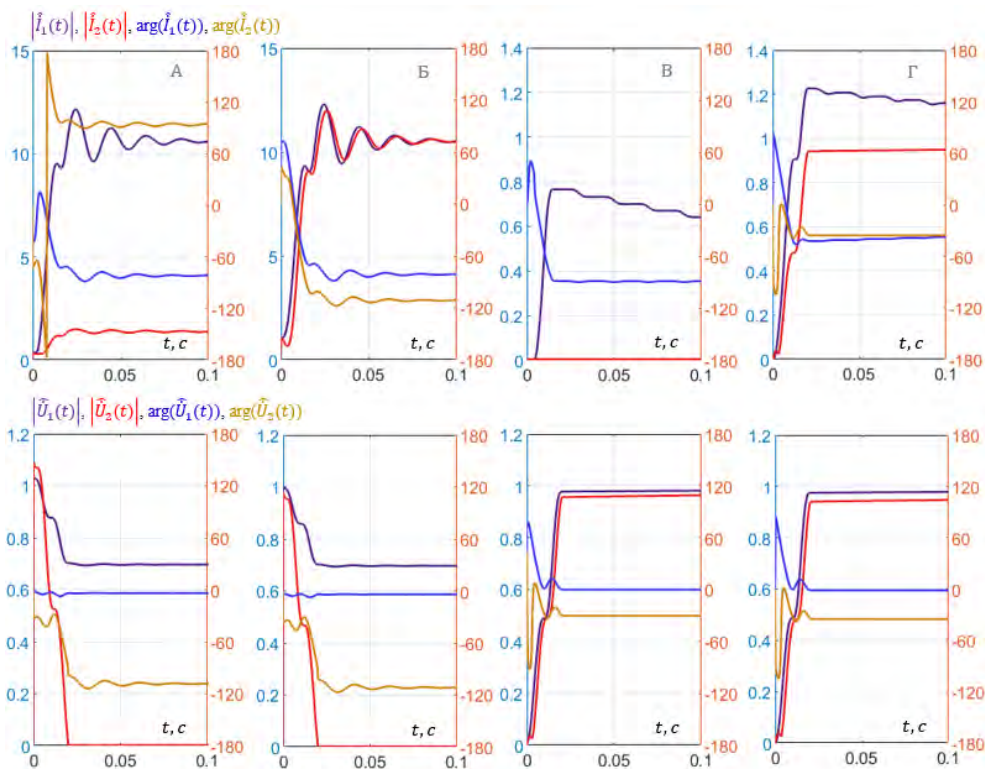 |Î₁(t)|, |Î₂(t)|, arg(Î₁(t)), arg(Î₂(t))
15 10 5 0 180 120 60 0 -60 -120 -180 А t, c 0 0.05 0.1
15 10 5 0 180 120 60 0 -60 -120 -180 Б t, c 0 0.05 0.1
1.4 1.2 1 0.8 0.6 0.4 0.2 0 180 120 60 0 -60 -120 -180 В t, c 0 0.05 0.1
1.4 1.2 1 0.8 0.6 0.4 0.2 0 180 120 60 0 -60 -120 -180 Г t, c 0 0.05 0.1
|Û₁(t)|, |Û₂(t)|, arg(Û₁(t)), arg(Û₂(t))
1.2 1 0.8 0.6 0.4 0.2 0 180 120 60 0 -60 -120 -180 t, c 0 0.05 0.1
1.2 1 0.8 0.6 0.4 0.2 0 180 120 60 0 -60 -120 -180 t, c 0 0.05 0.1
1.2 1 0.8 0.6 0.4 0.2 0 180 120 60 0 -60 -120 -180 t, c 0 0.05 0.1
1.2 1 0.8 0.6 0.4 0.2 0 180 120 60 0 -60 -120 -180 t, c 0 0.05 0.1